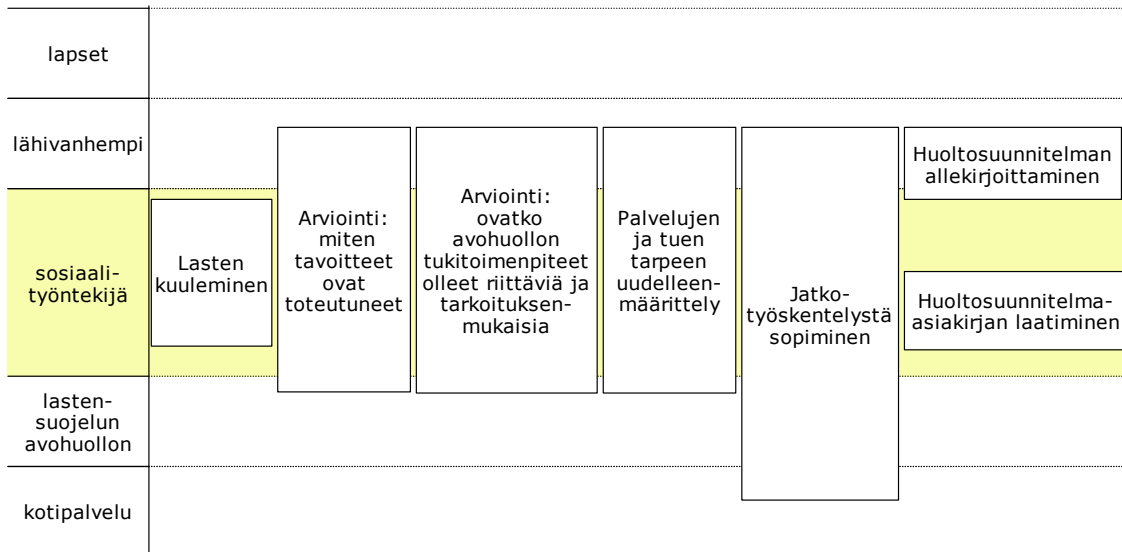 lapset
lähivanhempi
sosiaali-
työntekijä
lasten-
suojelun
avohuollon
kotipalvelu
Lasten
kuuleminen
Arviointi:
miten
tavoitteet
ovat
toteutuneet
Arviointi:
ovatko
avohuollon
tukitoimenpiteet
olleet riittäviä ja
tarkoituksen-
mukaisia
Palvelujen
ja tuen
tarpeen
uudelleen-
määrittely
Jatko-
työskentelystä
sopiminen
Huoltosuunnitelman
allekirjoittaminen
Huoltosuunnitelma-
asiakirjan laatiminen